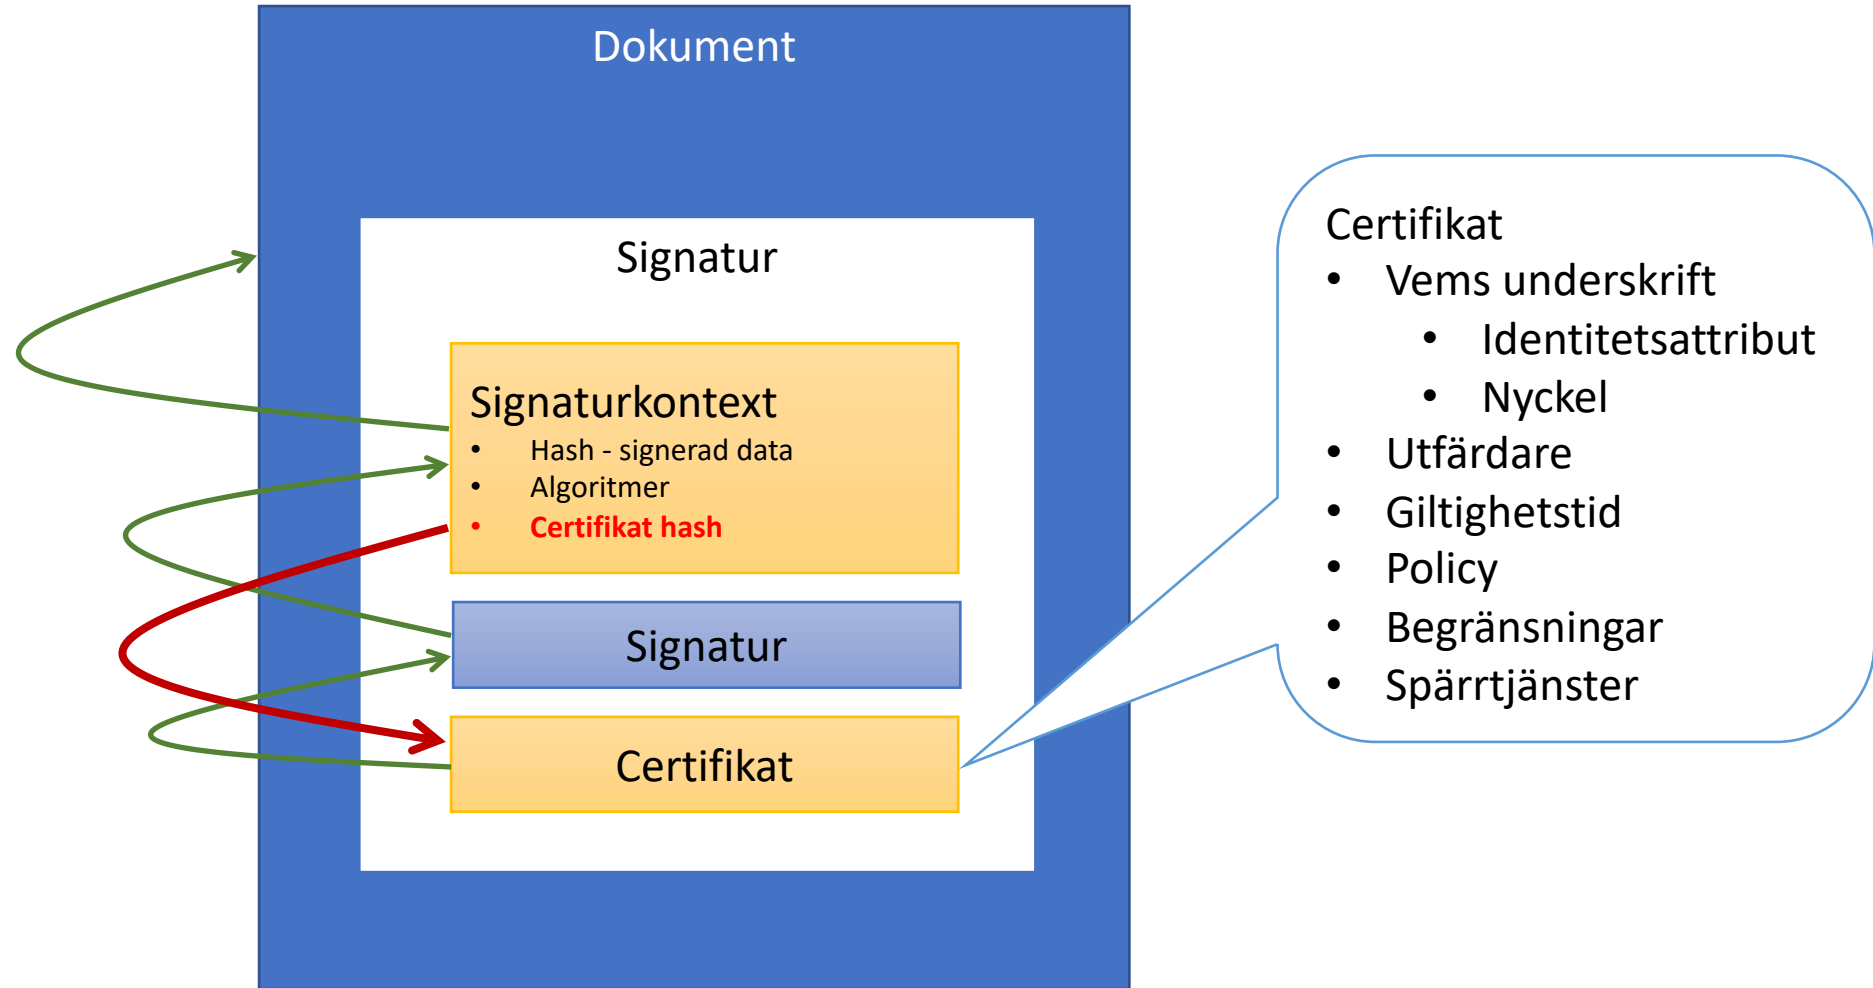 Dokument
Signatur
Signaturkontext
• Hash - signerad data
• Algoritmer
• Certifikat hash
Signatur
Certifikat
Certifikat
• Vems underskrift
• Identitetsattribut
• Nyckel
• Utfärdare
• Giltighetstid
• Policy
• Begränsningar
• Spärrtjänster